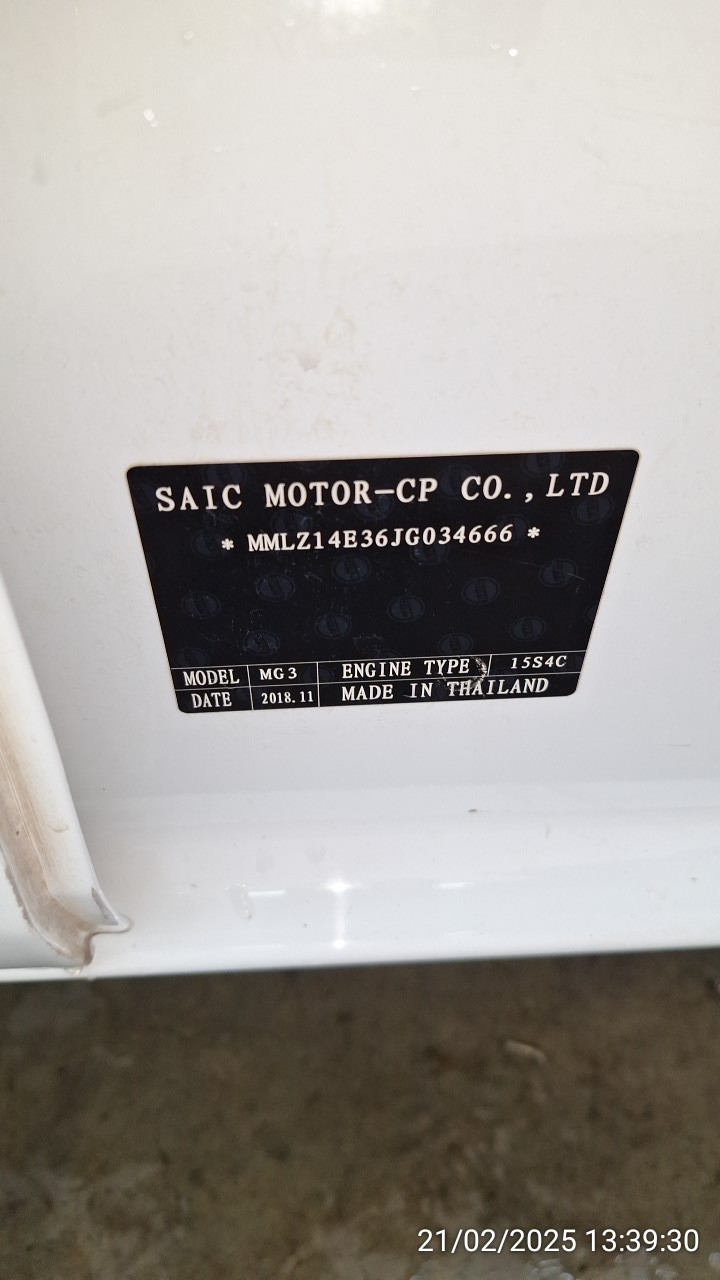 SAIC MOTOR-CP CO.,LTD
* MMLZ14E36JG034666 *
MODEL MG3 ENGINE TYPE 15S4C
DATE 2018.11 MADE IN THAILAND
21/02/2025 13:39:30